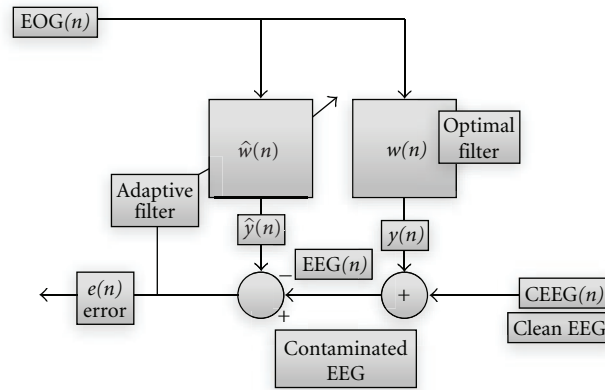 EOG(n)
ŵ(n)
w(n)
Optimal
filter
Adaptive
filter
ŷ(n)
y(n)
−
EEG(n)
+
+
e(n)
error
CEEG(n)
Clean EEG
Contaminated
EEG